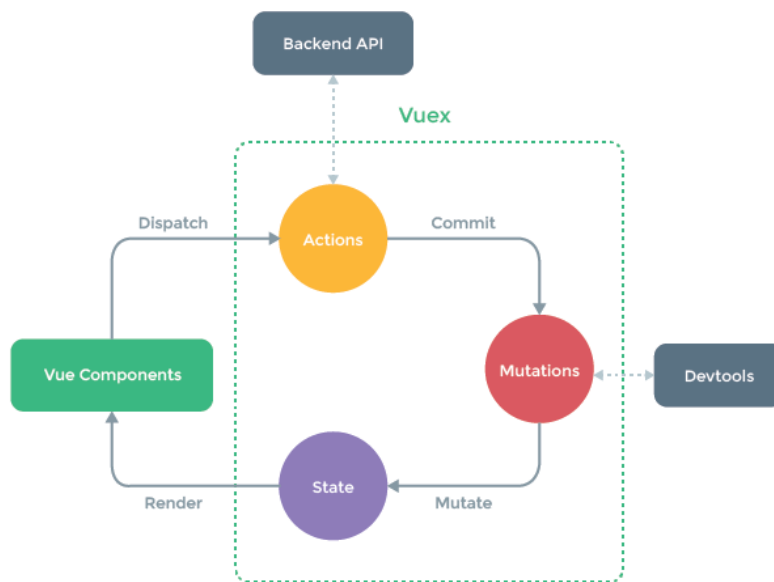 Backend API
Vuex
Dispatch
Actions
Commit
Vue Components
Mutations
Devtools
Render
State
Mutate